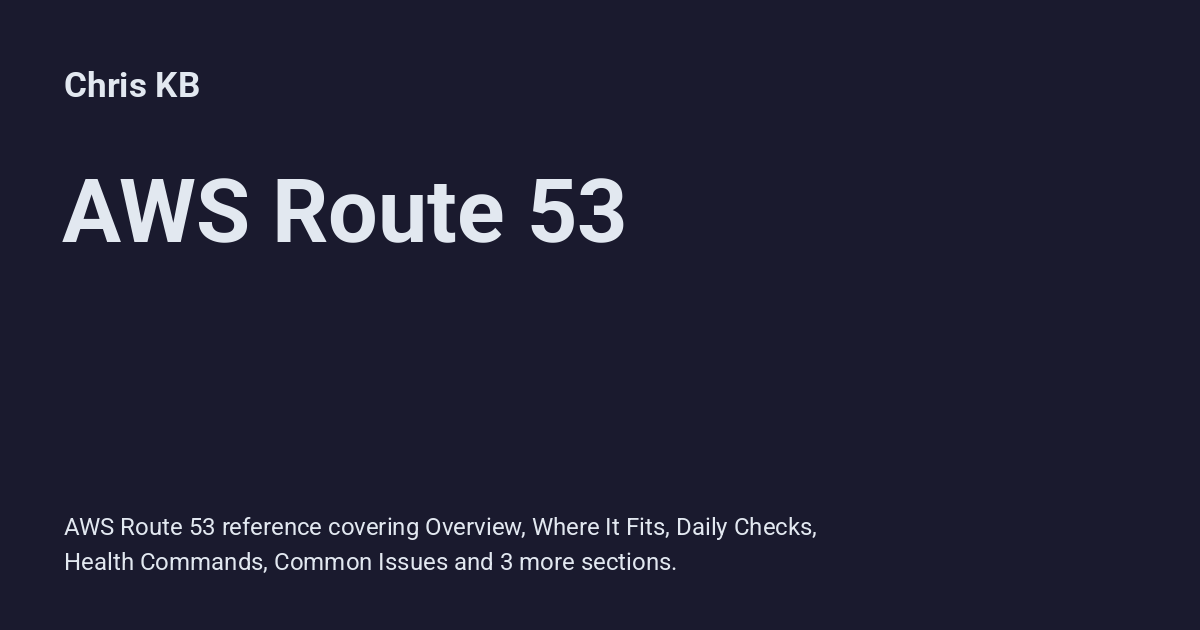 Chris KB
AWS Route 53
AWS Route 53 reference covering Overview, Where It Fits, Daily Checks,
Health Commands, Common Issues and 3 more sections.